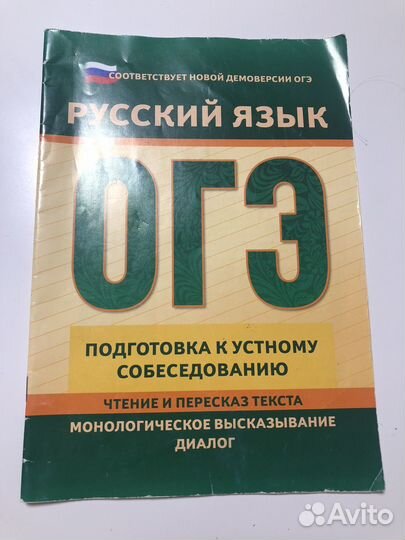 СООТВЕТСТВУЕТ НОВОЙ ДЕМОВЕРСИИ ОГЭ
РУССКИЙ ЯЗЫК
ОГЭ
ПОДГОТОВКА К УСТНОМУ
СОБЕСЕДОВАНИЮ
ЧТЕНИЕ И ПЕРЕСКАЗ ТЕКСТА
МОНОЛОГИЧЕСКОЕ ВЫСКАЗЫВАНИЕ
ДИАЛОГ
Avito